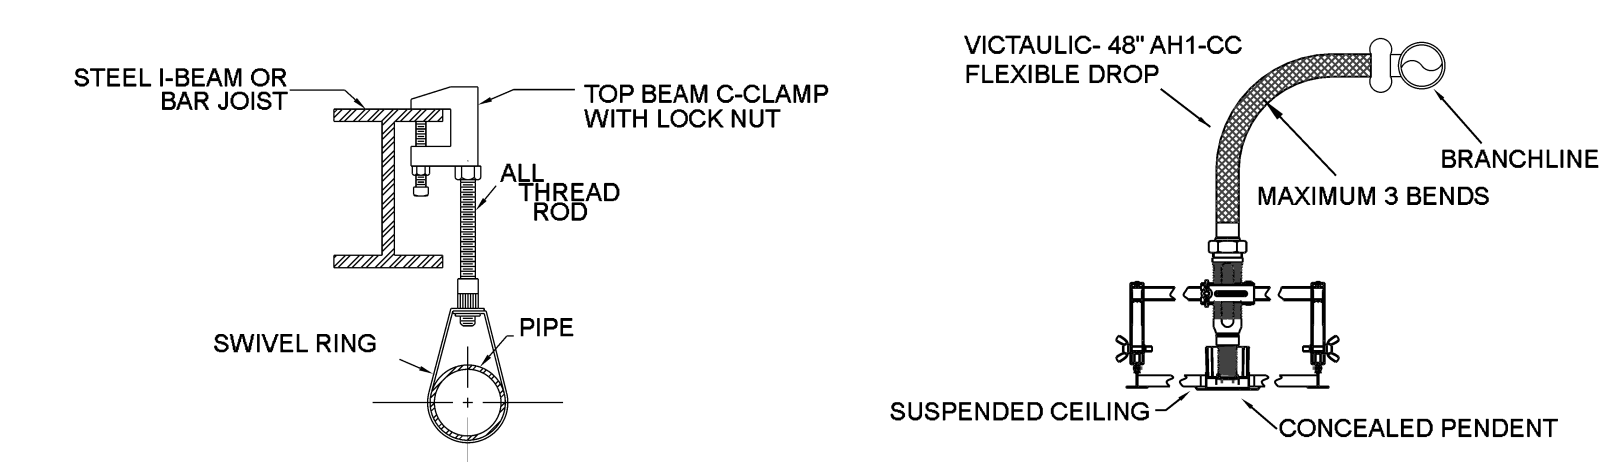 STEEL I-BEAM OR
BAR JOIST
TOP BEAM C-CLAMP
WITH LOCK NUT
ALL
THREAD
ROD
SWIVEL RING
PIPE
VICTAULIC- 48" AH1-CC
FLEXIBLE DROP
BRANCHLINE
MAXIMUM 3 BENDS
SUSPENDED CEILING
CONCEALED PENDENT